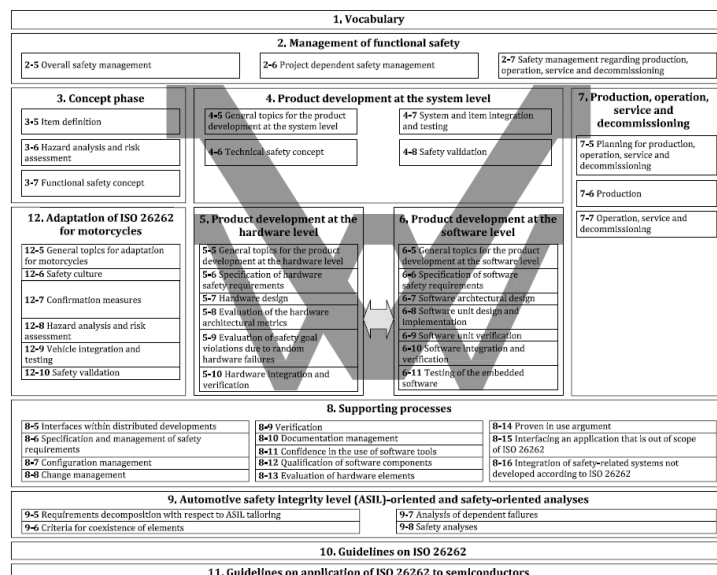 1. Vocabulary
2. Management of functional safety
2-5 Overall safety management
2-6 Project dependent safety management
2-7 Safety management regarding production,
operation, service and decommissioning
3. Concept phase
3-5 Item definition
3-6 Hazard analysis and risk
assessment
3-7 Functional safety concept
4. Product development at the system level
4-5 General topics for the product
development at the system level
4-6 Technical safety concept
4-7 System and item integration
and testing
4-8 Safety validation
7. Production, operation,
service and
decommissioning
7-5 Planning for production,
operation, service and
decommissioning
7-6 Production
7-7 Operation, service and
decommissioning
12. Adaptation of ISO 26262
for motorcycles
12-5 General topics for adaptation
for motorcycles
12-6 Safety culture
12-7 Confirmation measures
12-8 Hazard analysis and risk
assessment
12-9 Vehicle integration and
testing
12-10 Safety validation
5. Product development at the
hardware level
5-5 General topics for the product
development at the hardware level
5-6 Specification of hardware
safety requirements
5-7 Hardware design
5-8 Evaluation of the hardware
architectural metrics
5-9 Evaluation of safety goal
violations due to random
hardware failures
5-10 Hardware integration and
verification
6. Product development at the
software level
6-5 General topics for the product
development at the software level
6-6 Specification of software
safety requirements
6-7 Software archtectural design
6-8 Software unit design and
implementation
6-9 Software unit verification
6-10 Software integration and
verification
6-11 Testing of the embedded
software
8. Supporting processes
8-5 Interfaces within distributed developments
8-6 Specification and management of safety
requirements
8-7 Configuration management
8-8 Change management
8-9 Verification
8-10 Documentation management
8-11 Confidence in the use of software tools
8-12 Qualification of software components
8-13 Evaluation of hardware elements
8-14 Proven in use argument
8-15 Interfacing an application that is out of scope
of ISO 26262
8-16 Integration of safety-related systems not
developed according to ISO 26262
9. Automotive safety integrity level (ASIL)-oriented and safety-oriented analyses
9-5 Requirements decomposition with respect to ASIL tailoring
9-6 Criteria for coexistence of elements
9-7 Analysis of dependent failures
9-8 Safety analyses
10. Guidelines on ISO 26262
11. Guidelines on application of ISO 26262 to semiconductors